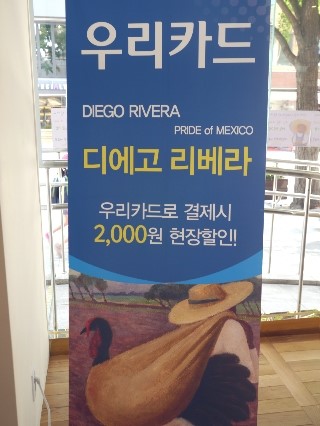 우리카드
DIEGO RIVERA
PRIDE of MEXICO
디에고 리베라
우리카드로 결제시
2,000원 현장할인!